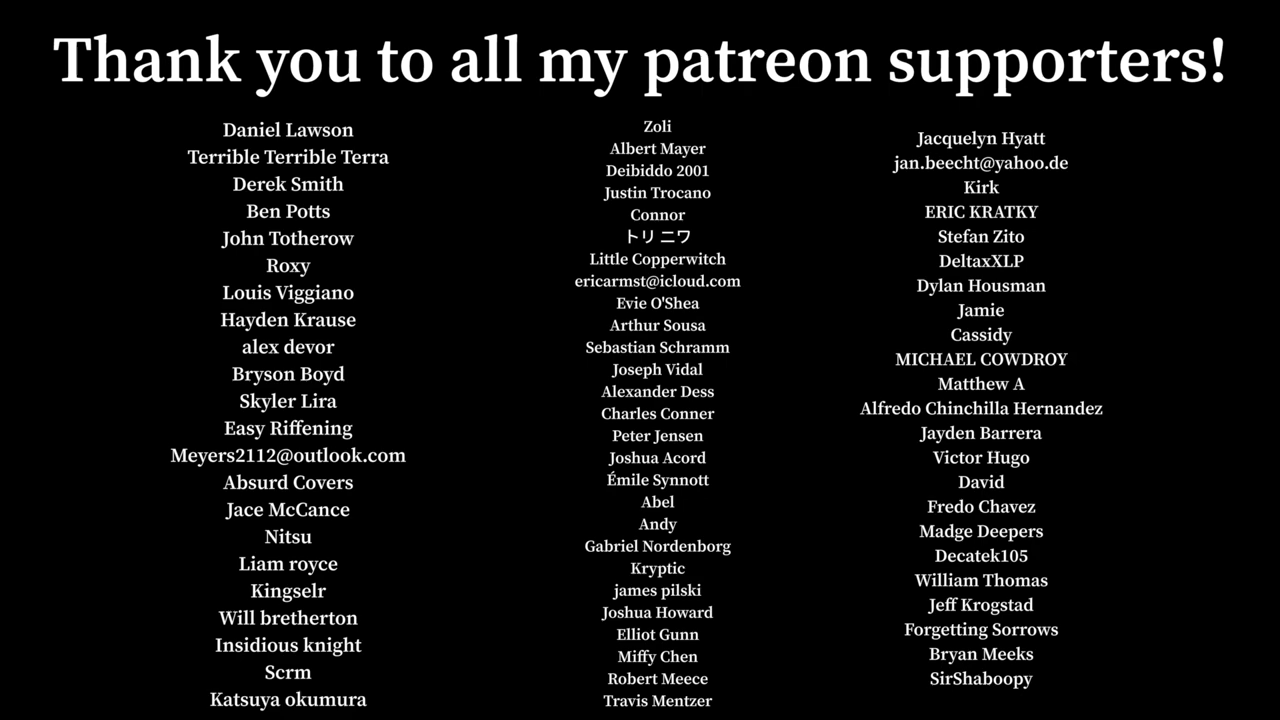 Thank you to all my patreon supporters!
Daniel Lawson
Terrible Terrible Terra
Derek Smith
Ben Potts
John Totherow
Roxy
Louis Viggiano
Hayden Krause
alex devor
Bryson Boyd
Skyler Lira
Easy Riffening
Meyers2112@outlook.com
Absurd Covers
Jace McCance
Nitsu
Liam royce
Kingselr
Will bretherton
Insidious knight
Scrm
Katsuya okumura
Zoli
Albert Mayer
Deibiddo 2001
Justin Trocano
Connor
トリ ニワ
Little Copperwitch
ericarmst@icloud.com
Evie O'Shea
Arthur Sousa
Sebastian Schramm
Joseph Vidal
Alexander Dess
Charles Conner
Peter Jensen
Joshua Acord
Émile Synnott
Abel
Andy
Gabriel Nordenborg
Kryptic
james pilski
Joshua Howard
Elliot Gunn
Miffy Chen
Robert Meece
Travis Mentzer
Jacquelyn Hyatt
jan.beecht@yahoo.de
Kirk
ERIC KRATKY
Stefan Zito
DeltaxXLP
Dylan Housman
Jamie
Cassidy
MICHAEL COWDROY
Matthew A
Alfredo Chinchilla Hernandez
Jayden Barrera
Victor Hugo
David
Fredo Chavez
Madge Deepers
Decatek105
William Thomas
Jeff Krogstad
Forgetting Sorrows
Bryan Meeks
SirShaboopy